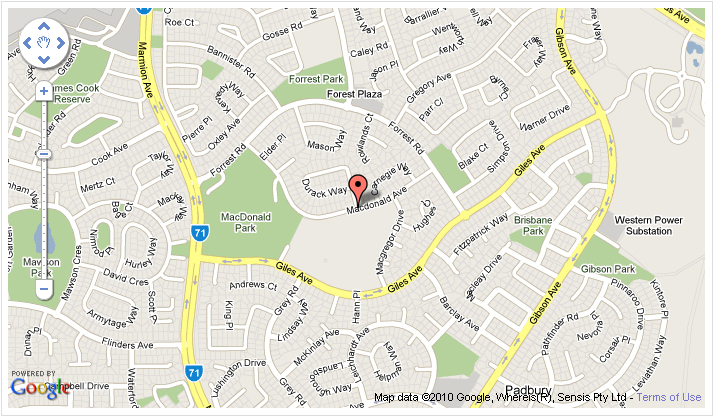 Roe Ct
Gosse Rd
Wentworth
Gibson Ave
Green Rd
Marmion Ave
Bannister Rd
Caley Rd
Jason Pl
Forrest Park
Gregory Ave
James Cook
Reserve
Forest Plaza
Parr Ct
Warner Drive
Pierre Pl
Oxley Ave
Elder Pl
Mason Way
Rowlands Ct
Forrest Rd
Simpson Drive
Cook Ave
Blake Ct
Giles Ave
Forrest Rd
Mertz Ct
Durack Way
Carnegie Way
Macdonald Ave
MacDonald
Park
Hughes Ct
Macgregor Drive
Brisbane
Park
Western Power
Substation
71
Fitzpatrick Way
Mawson
Park
Mawson Cres
Hurley Way
David Cres
Scott Pl
Giles Ave
Giles Ave
Macleay Drive
Gibson Park
Andrews Ct
Grey Rd
Hann Pl
Pinnaroo Drive
Kintore Pl
King Pl
Lindsay Way
Barclay Ave
Gibson Ave
Armytage Way
Flinders Ave
McKinlay Ave
Leichhardt Ave
Pathfinder Rd
Leviathan Way
71
Lushington Drive
Grey Rd
POWERED BY
Google
Campbell Drive
Padbury
Map data ©2010 Google, Whereis(R), Sensis Pty Ltd - Terms of Use